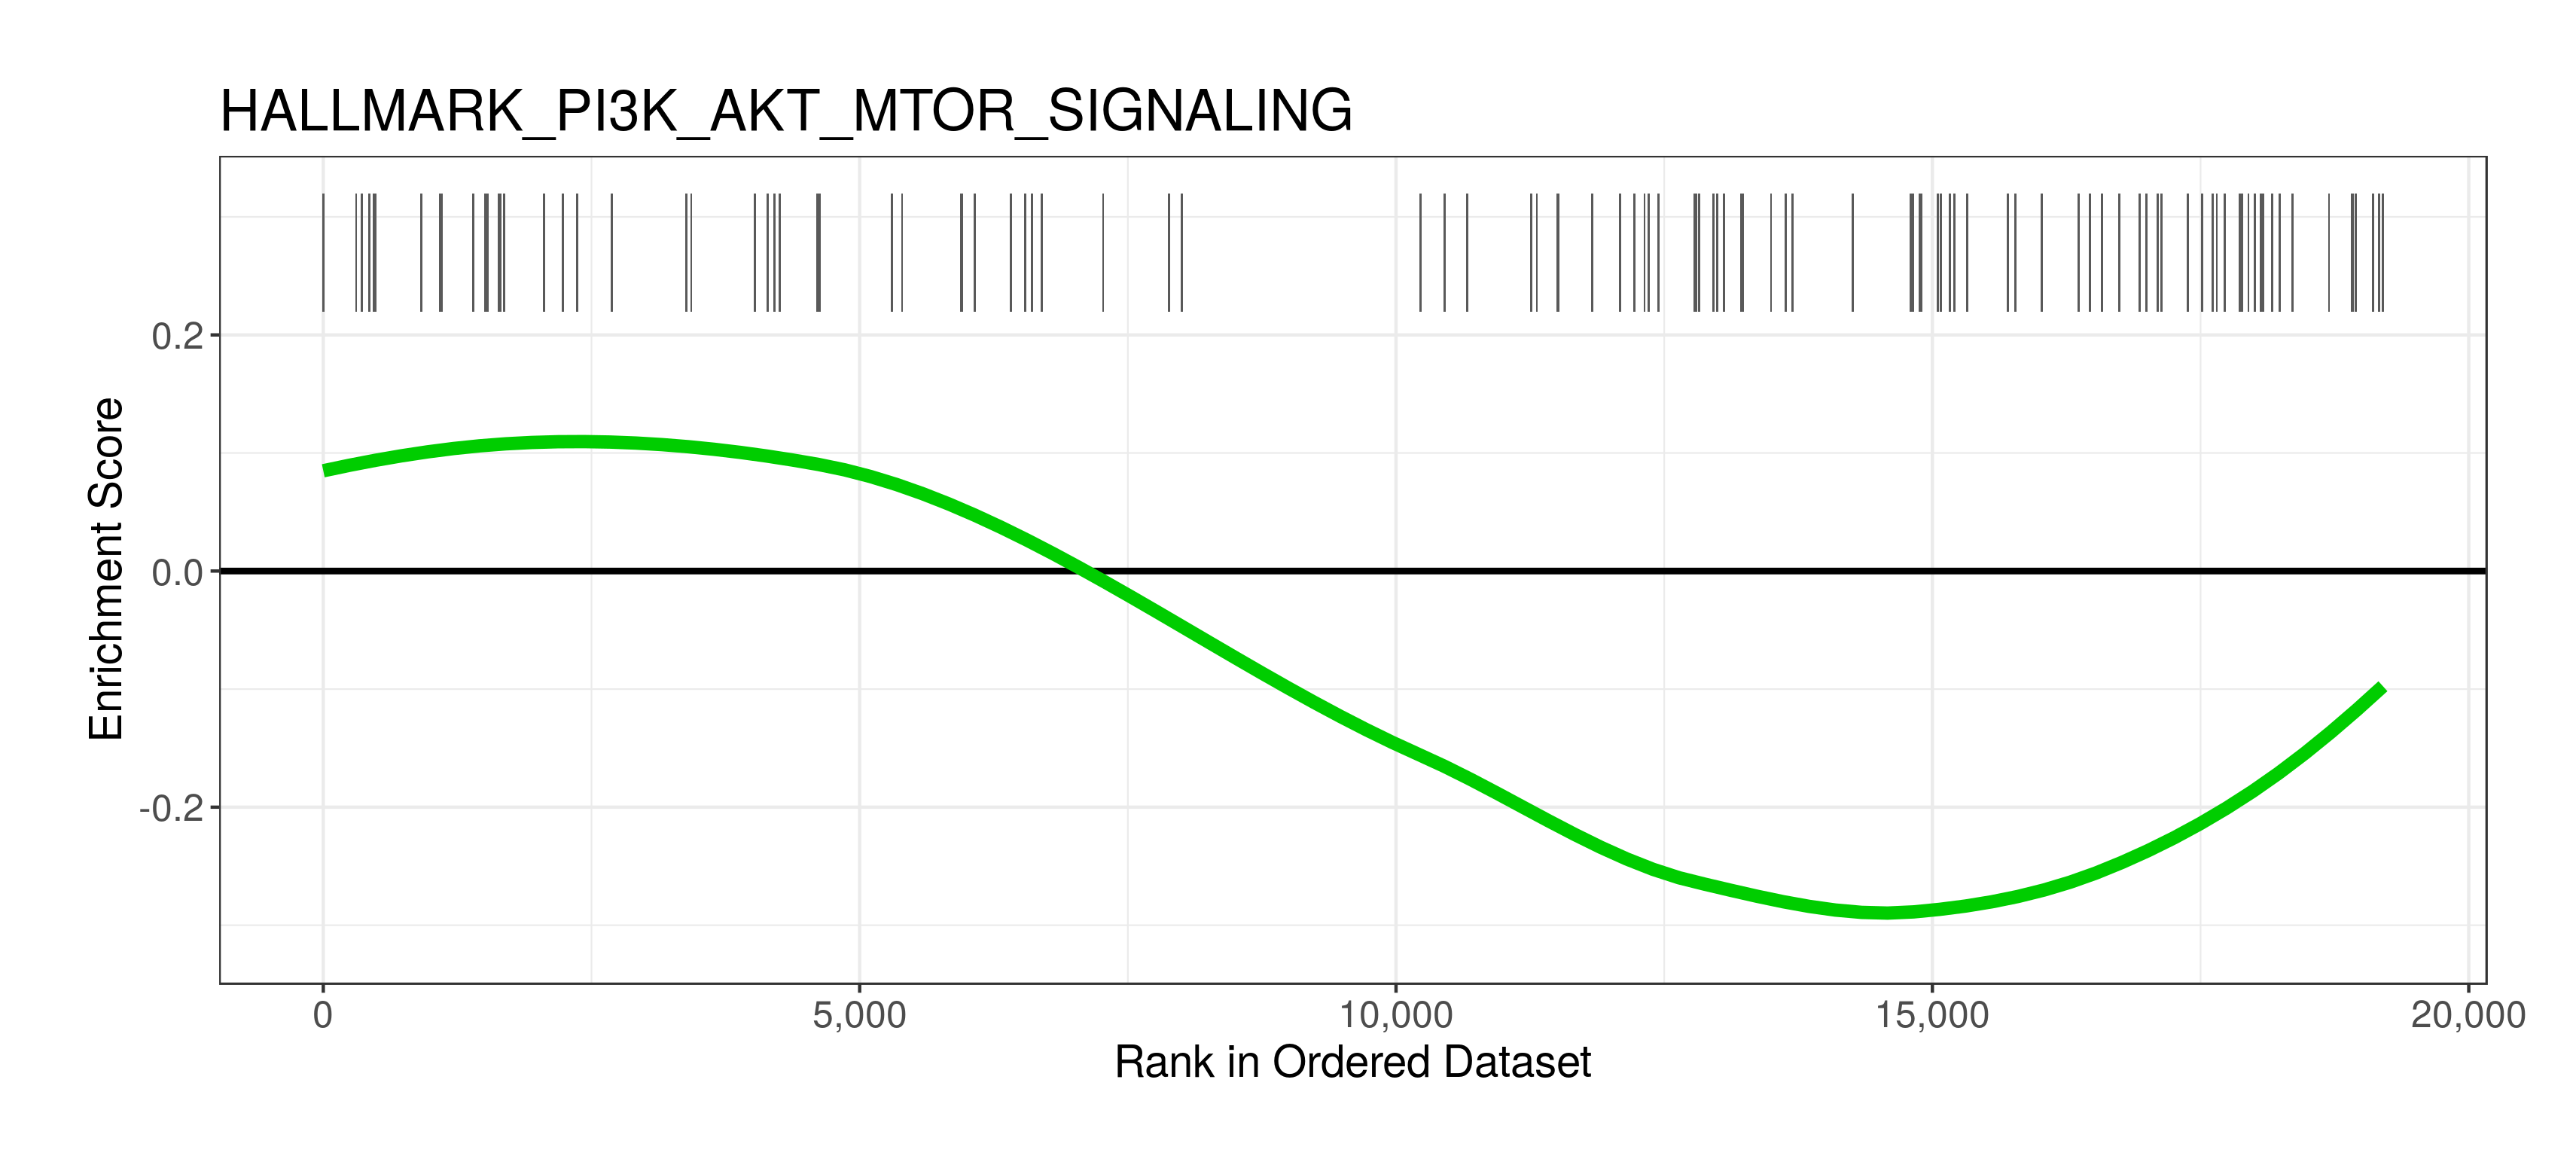 HALLMARK_PI3K_AKT_MTOR_SIGNALING
Enrichment Score
0.2
0.0
-0.2
0 5,000 10,000 15,000 20,000
Rank in Ordered Dataset